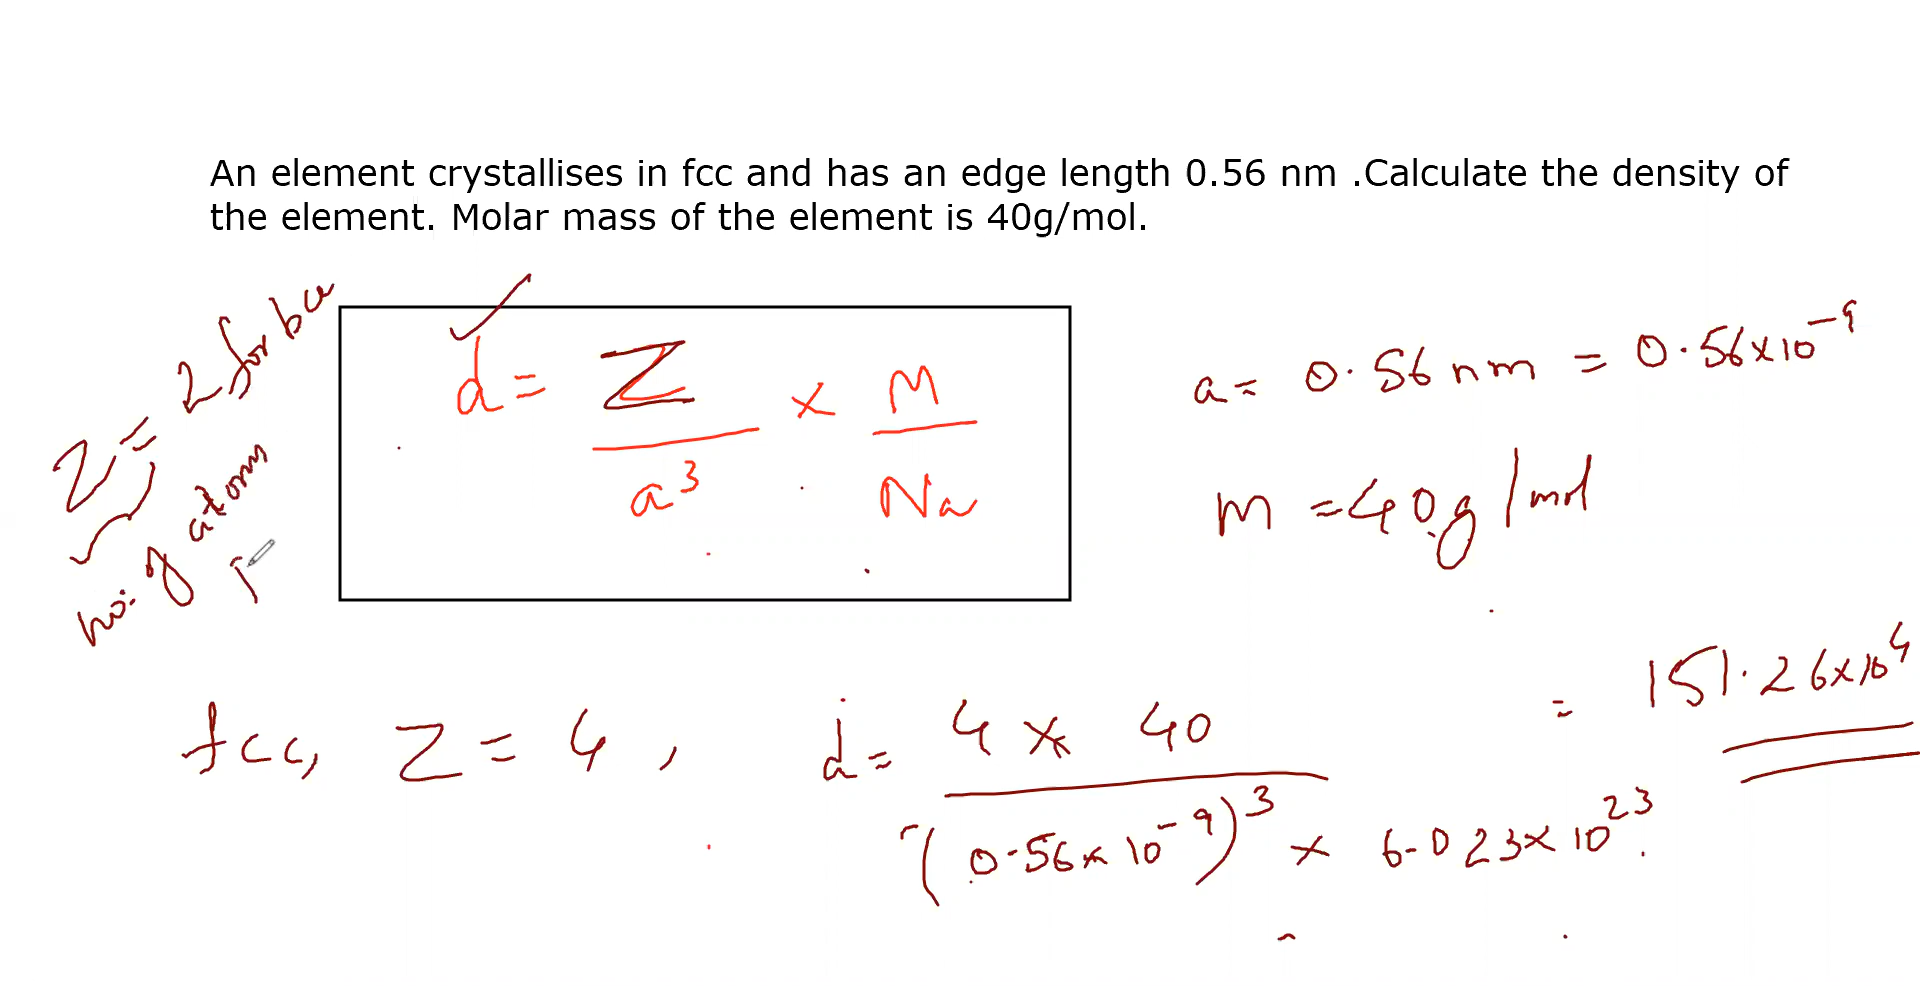 An element crystallises in fcc and has an edge length 0.56 nm .Calculate the density of
the element. Molar mass of the element is 40g/mol.
Z = 2 for bcc
no: of atoms
d = Z / a³ × M / Na
a = 0.56 nm = 0.56×10⁻⁹
m = 40g/mol
fcc, Z = 4 , d = 4 × 40 / (0.56×10⁻⁹)³ × 6.023×10²³
= 151.26×10⁴